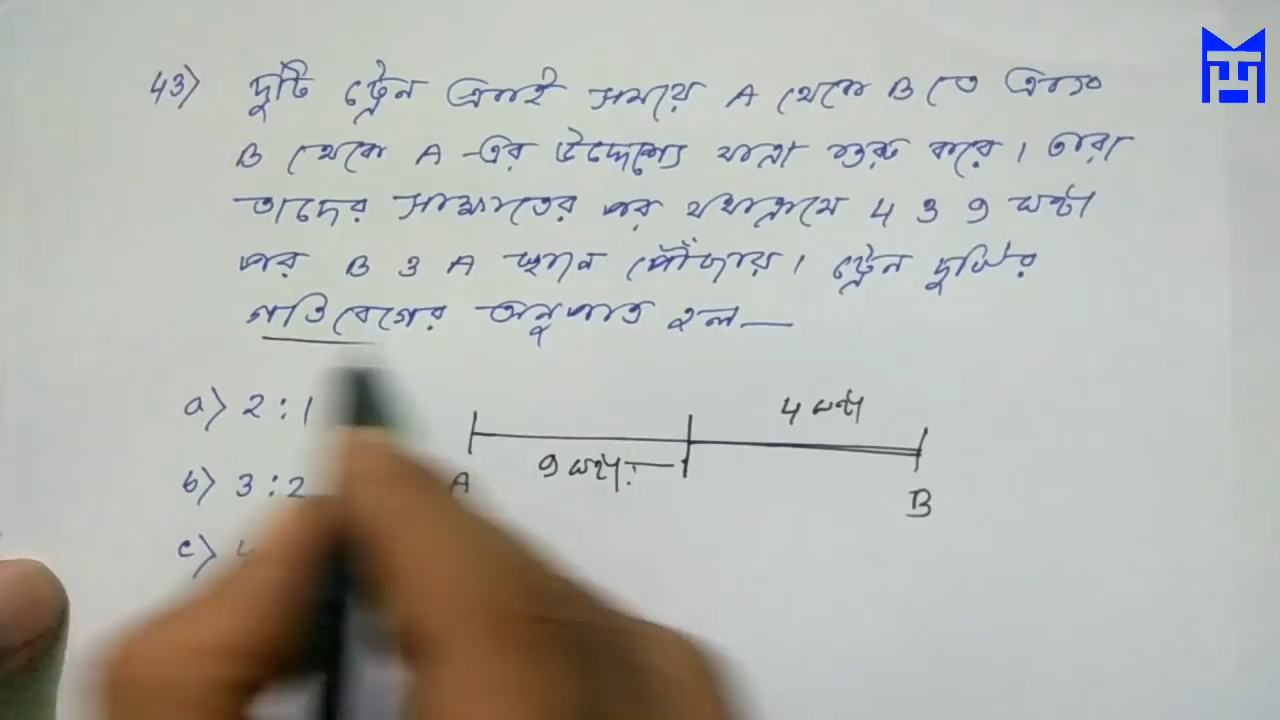 43) দুটি ট্রেন একই সময়ে A থেকে B তে এবং
B থেকে A -এর উদ্দেশ্যে যাত্রা শুরু করে। তারা
তাদের সাক্ষাতের পর যথাক্রমে 4 ও 9 ঘন্টা
পর B ও A স্থানে পৌঁছায়। ট্রেন দুটির
গতিবেগের অনুপাত হল—
a) 2 : 1
4 ঘন্টা
9 ঘন্টা
b) 3 : 2
A
B
c)